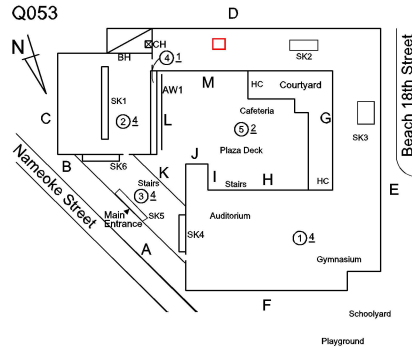 Q053
D
N
CH
BH
4 1
SK2
M
HC
Courtyard
AW1
SK1
Cafeteria
C
2 4
L
5 2
G
SK3
Beach 18th Street
Plaza Deck
J
B
SK6
K
I
Stairs
H
HC
E
Stairs
3 4
Nameoke Street
Main
Entrance
SK5
Auditorium
A
SK4
1 4
Gymnasium
F
Schoolyard
Playground